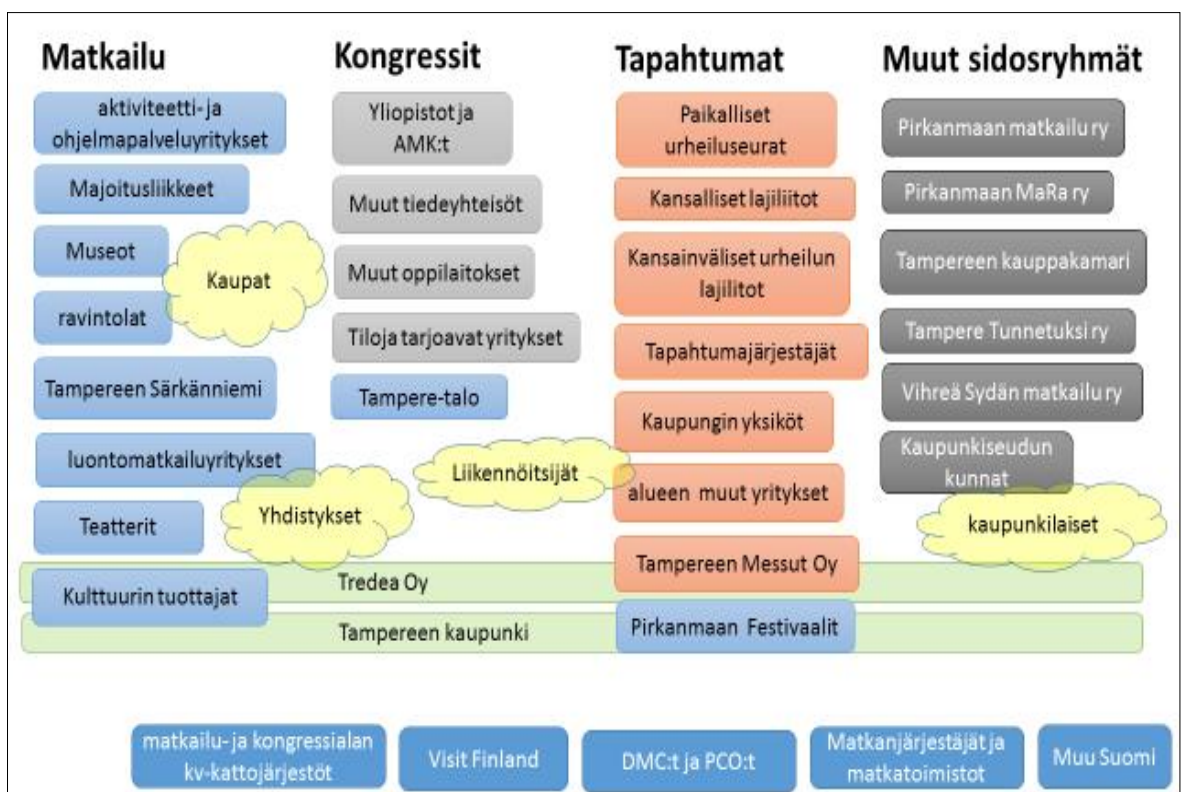 Matkailu
aktiviteetti- ja
ohjelmapalveluyritykset
Majoitusliikkeet
Museot
ravintolat
Tampereen Särkänniemi
luontomatkailuyritykset
Teatterit
Kulttuurin tuottajat
Kaupat
Yhdistykset
Kongressit
Yliopistot ja
AMK:t
Muut tiedeyhteisöt
Muut oppilaitokset
Tiloja tarjoavat yritykset
Tampere-talo
Liikennöitsijät
Tapahtumat
Paikalliset
urheiluseurat
Kansalliset lajiliitot
Kansainväliset urheilun
lajilitot
Tapahtumajärjestäjät
Kaupungin yksiköt
alueen muut yritykset
Tampereen Messut Oy
Pirkanmaan Festivaalit
Muut sidosryhmät
Pirkanmaan matkailu ry
Pirkanmaan MaRa ry
Tampereen kauppakamari
Tampere Tunnetuksi ry
Vihreä Sydän matkailu ry
Kaupunkiseudun
kunnat
kaupunkilaiset
Tredea Oy
Tampereen kaupunki
matkailu- ja kongressialan
kv-kattojärjestöt
Visit Finland
DMC:t ja PCO:t
Matkanjärjestäjät ja
matkatoimistot
Muu Suomi